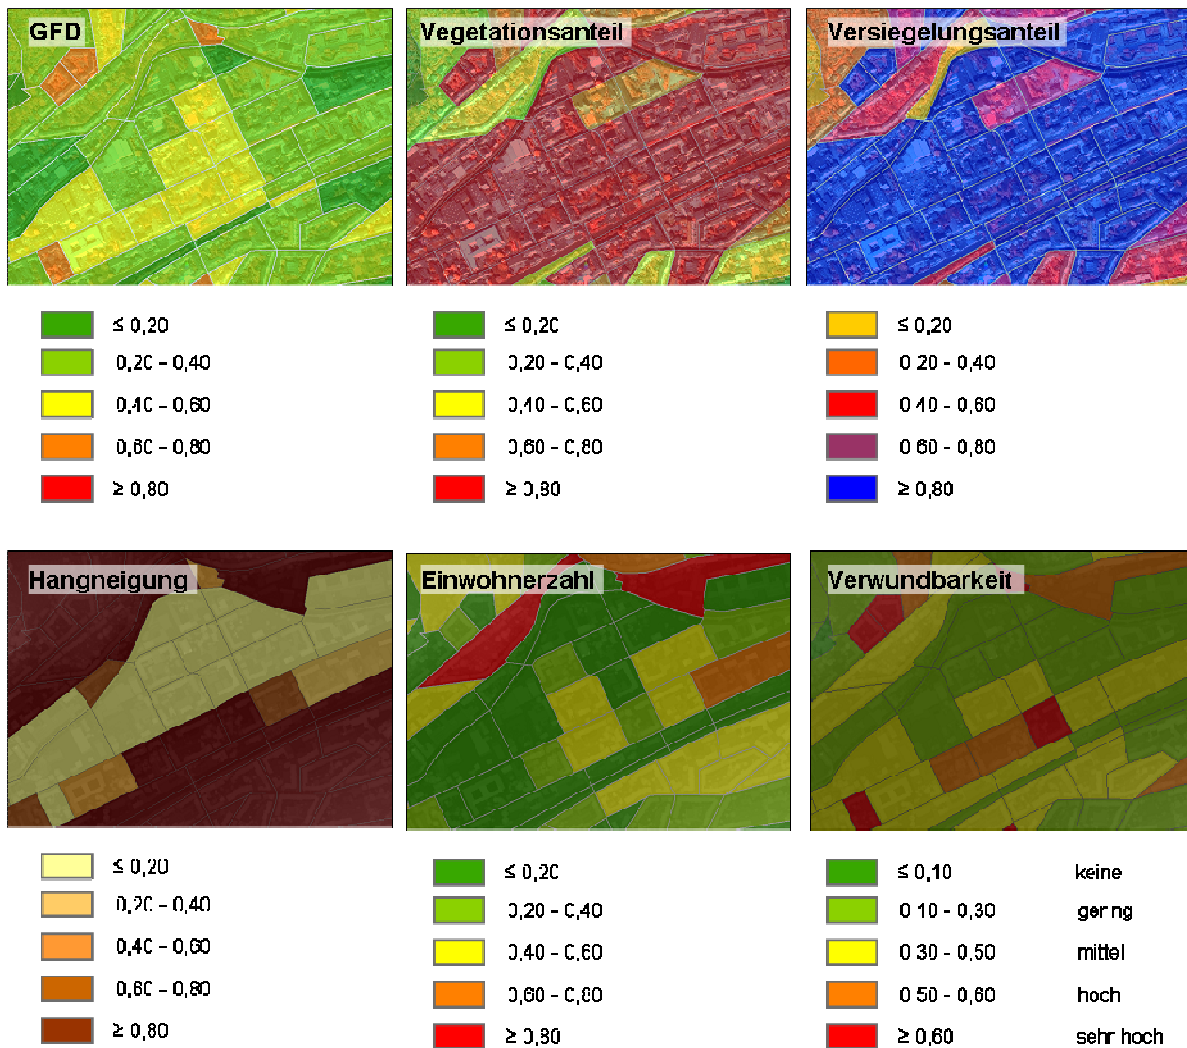 GFD
Vegetationsanteil
Versiegelungsanteil
≤ 0,20
0,20 - 0,40
0,40 - 0,60
0,60 - 0,80
≥ 0,80
≤ 0,20
0,20 - 0,40
0,40 - 0,60
0,60 - 0,80
≥ 0,80
≤ 0,20
0 20 - 0,40
0 40 - 0,60
0 60 - 0,80
≥ 0,80
Hangneigung
Einwohnerzahl
Verwundbarkeit
≤ 0,20
0,20 - 0,40
0,40 - 0,60
0,60 - 0,80
≥ 0,80
≤ 0,20
0,20 - 0,40
0,40 - 0,60
0,60 - 0,80
≥ 0,80
≤ 0,10 keine
0 10 - 0,30 gering
0 30 - 0,50 mittel
0 50 - 0,60 hoch
≥ 0,60 sehr hoch